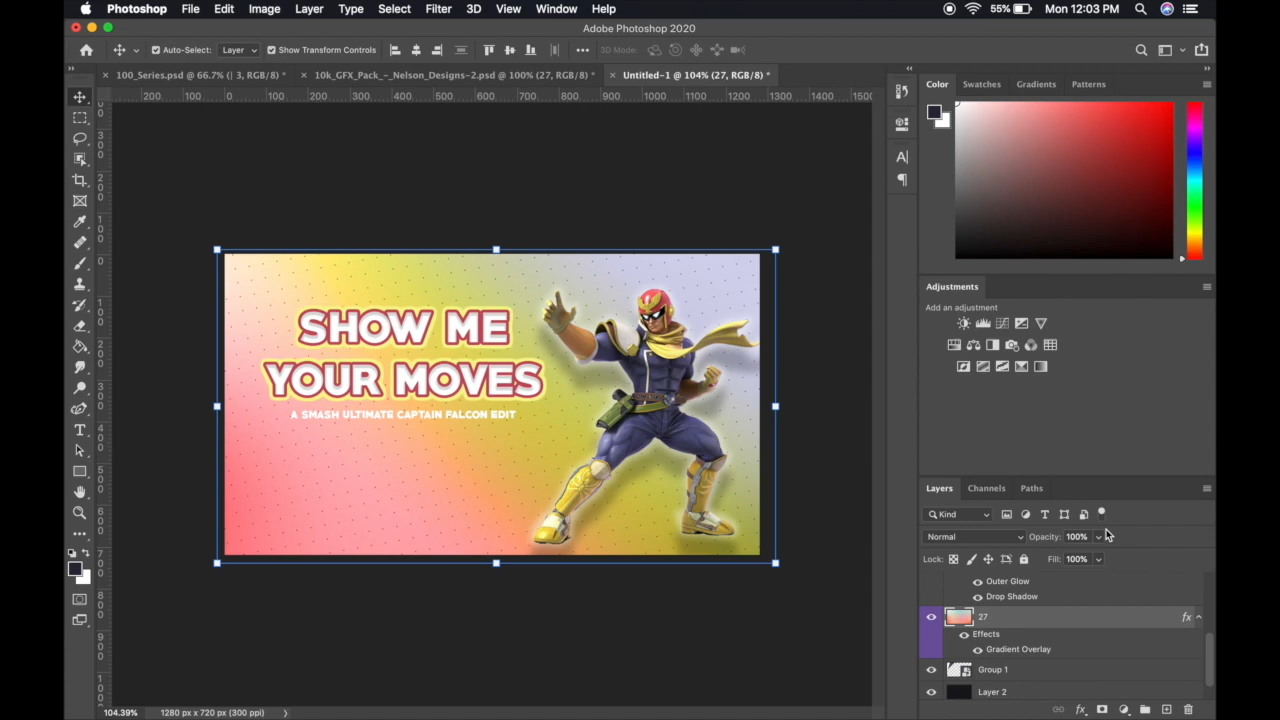 Photoshop File Edit Image Layer Type Select Filter 3D View Window Help 55% Mon 12:03 PM
Adobe Photoshop 2020
Auto-Select: Layer Show Transform Controls 3D Mode:
100_Series.psd @ 66.7% (| 3, RGB/8) * 10k_GFX_Pack_-_Nelson_Designs-2.psd @ 100% (27, RGB/8) * Untitled-1 @ 104% (27, RGB/8) *
200 100 0 100 200 300 400 500 600 700 800 900 1000 1100 1200 1300 1400 1500
Color Swatches Gradients Patterns
SHOW ME
YOUR MOVES
A SMASH ULTIMATE CAPTAIN FALCON EDIT
Adjustments
Add an adjustment
Layers Channels Paths
Kind
Normal Opacity: 100%
Lock: Fill: 100%
Outer Glow
Drop Shadow
27 fx
Effects
Gradient Overlay
Group 1
Layer 2
104.39% 1280 px x 720 px (300 ppi)